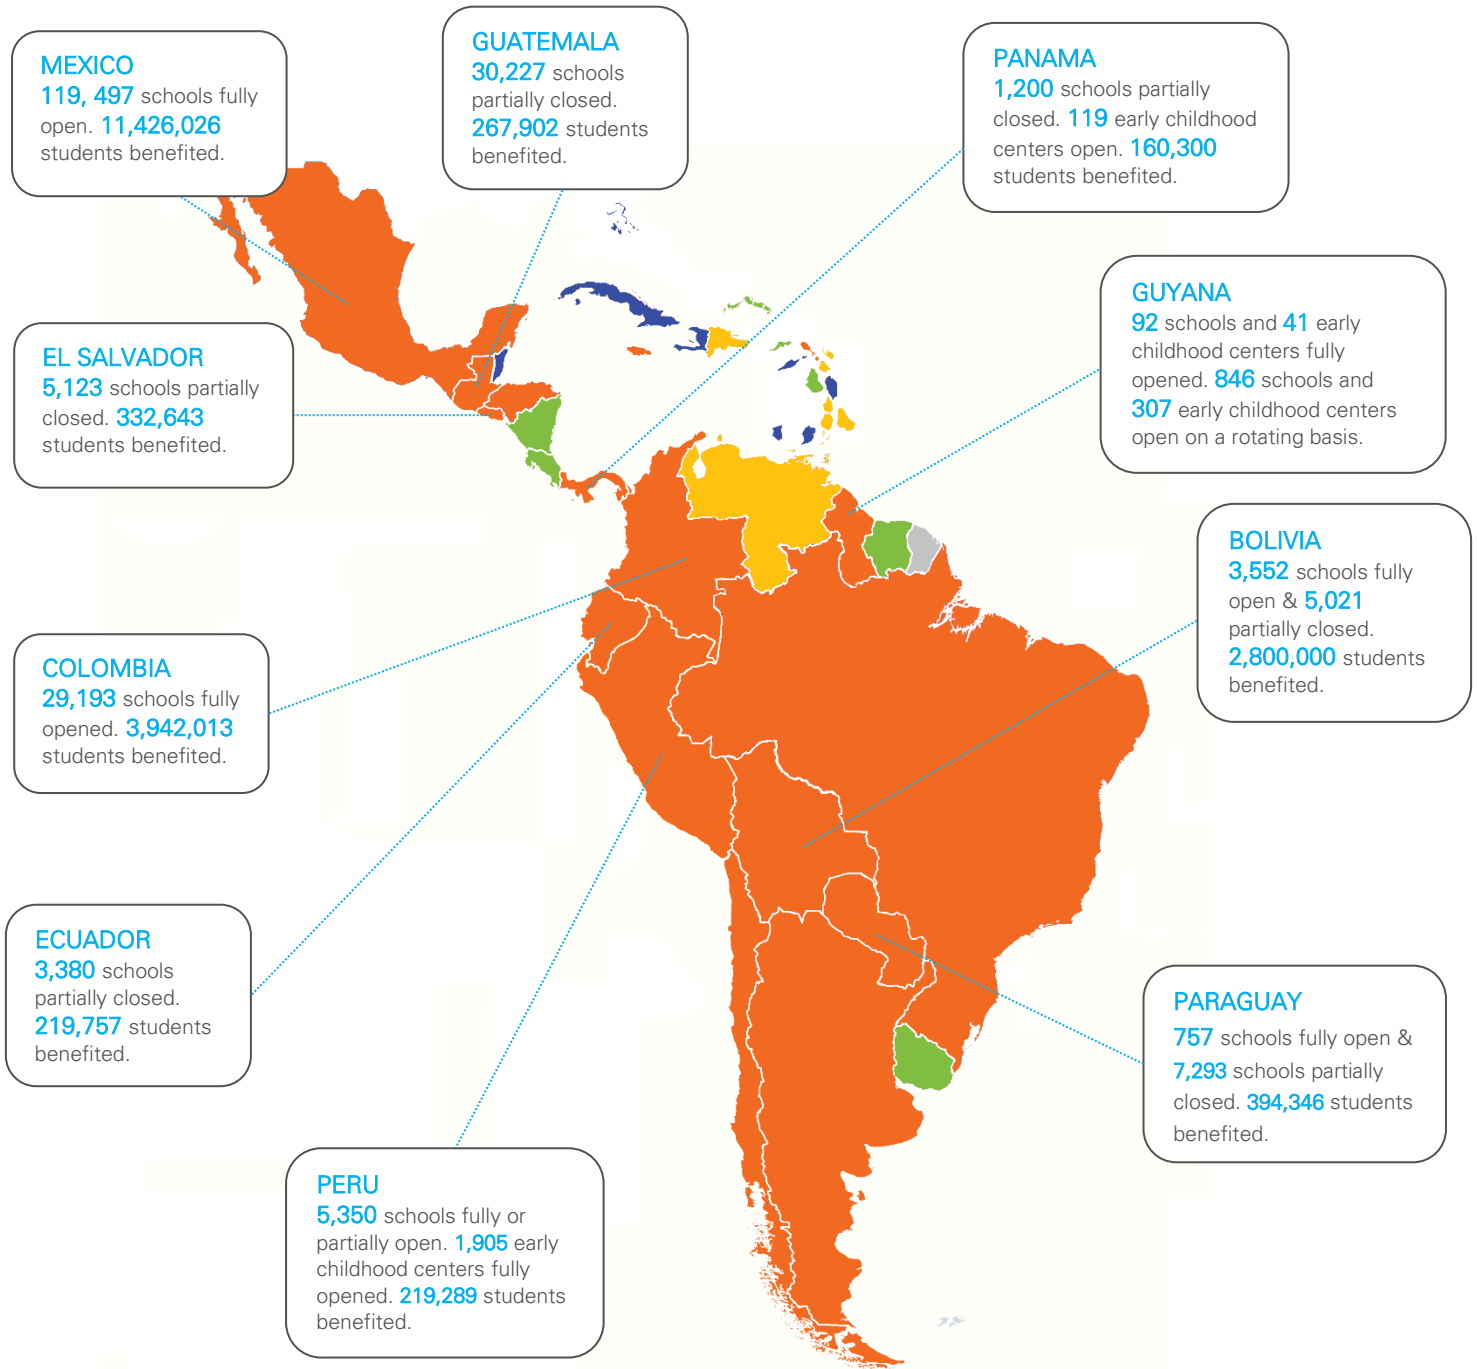 MEXICO
119, 497 schools fully
open. 11,426,026
students benefited.
GUATEMALA
30,227 schools
partially closed.
267,902 students
benefited.
PANAMA
1,200 schools partially
closed. 119 early childhood
centers open. 160,300
students benefited.
GUYANA
92 schools and 41 early
childhood centers fully
opened. 846 schools and
307 early childhood centers
open on a rotating basis.
EL SALVADOR
5,123 schools partially
closed. 332,643
students benefited.
BOLIVIA
3,552 schools fully
open & 5,021
partially closed.
2,800,000 students
benefited.
COLOMBIA
29,193 schools fully
opened. 3,942,013
students benefited.
ECUADOR
3,380 schools
partially closed.
219,757 students
benefited.
PARAGUAY
757 schools fully open &
7,293 schools partially
closed. 394,346 students
benefited.
PERU
5,350 schools fully or
partially open. 1,905 early
childhood centers fully
opened. 219,289 students
benefited.